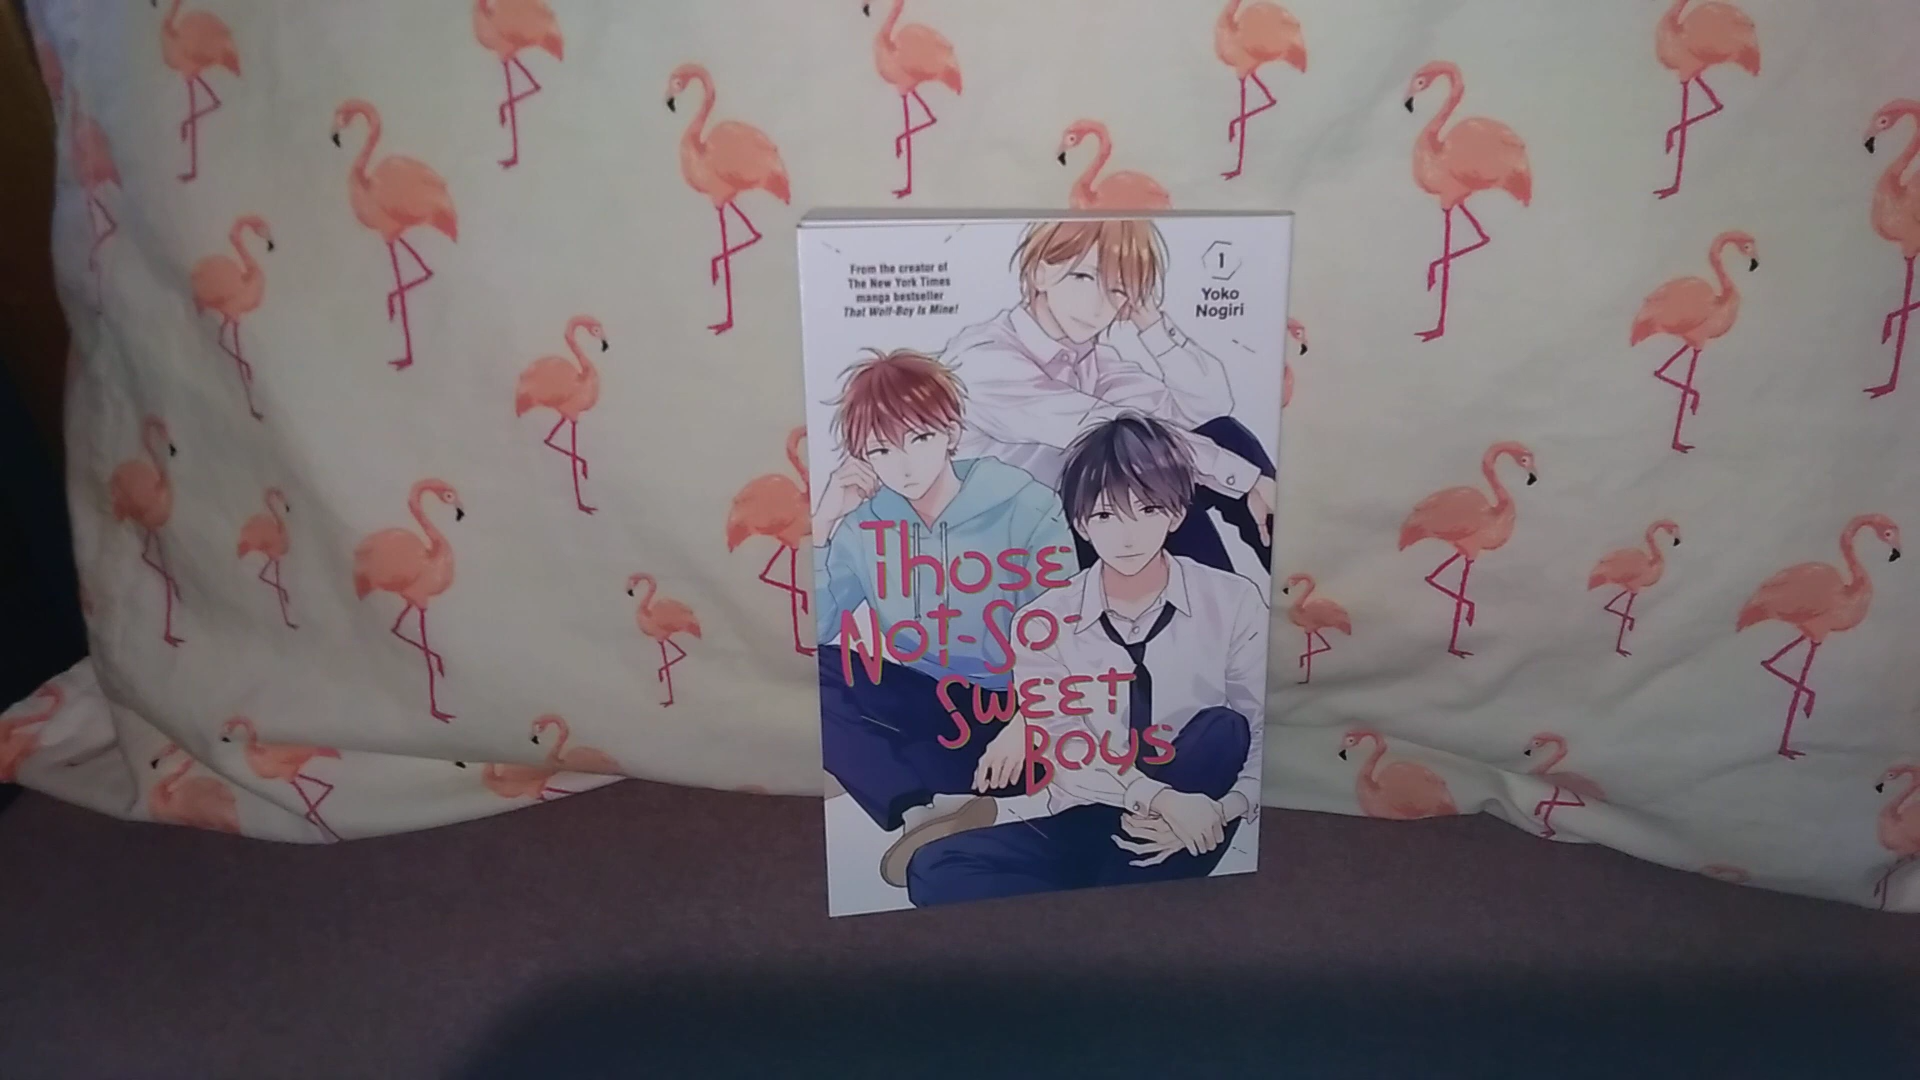 From the creator of
The New York Times
manga bestseller
That Wolf-Boy Is Mine!
1
Yoko
Nogiri
Those
Not-So-
Sweet
Boys